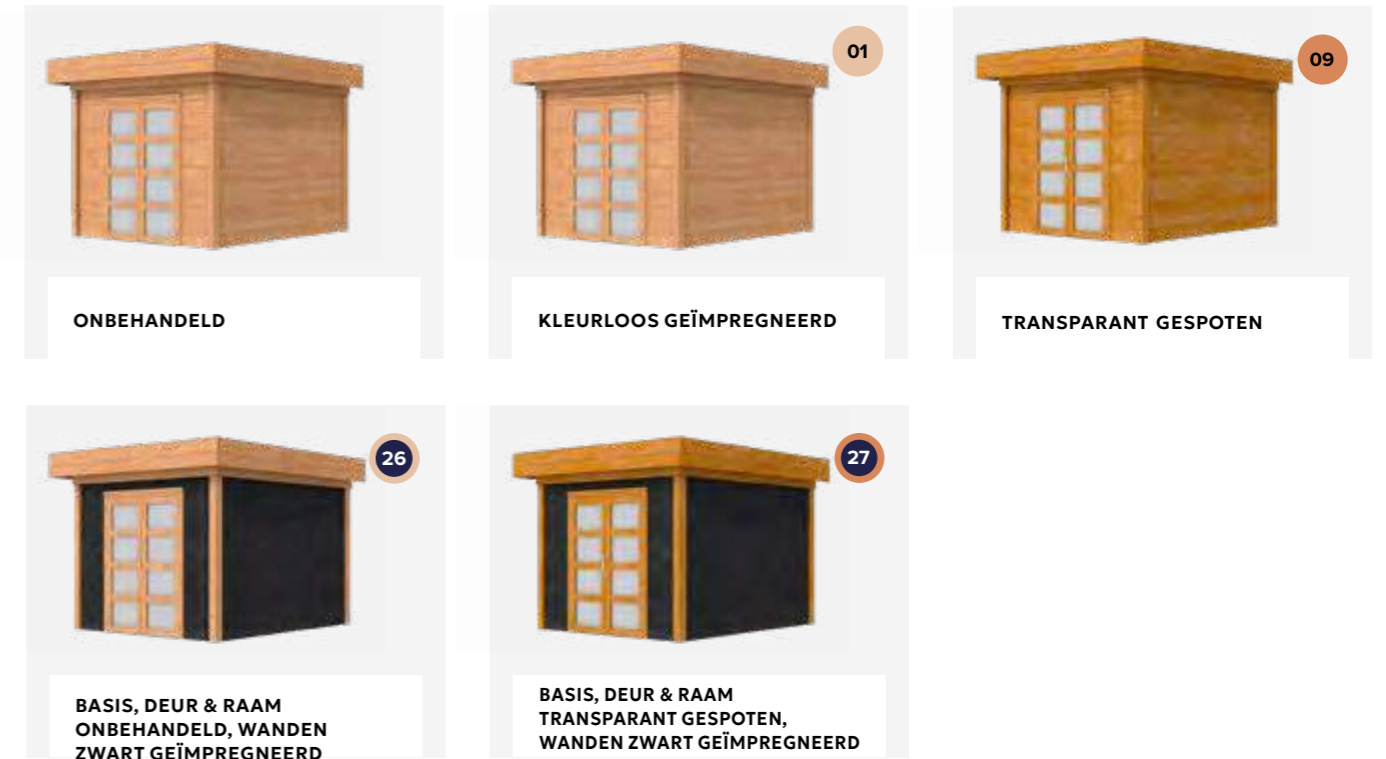 01
09
ONBEHANDELD
KLEURLOOS GEÏMPREGNEERD
TRANSPARANT GESPOTEN
26
27
BASIS, DEUR & RAAM
ONBEHANDELD, WANDEN
ZWART GEÏMPREGNEERD
BASIS, DEUR & RAAM
TRANSPARANT GESPOTEN,
WANDEN ZWART GEÏMPREGNEERD